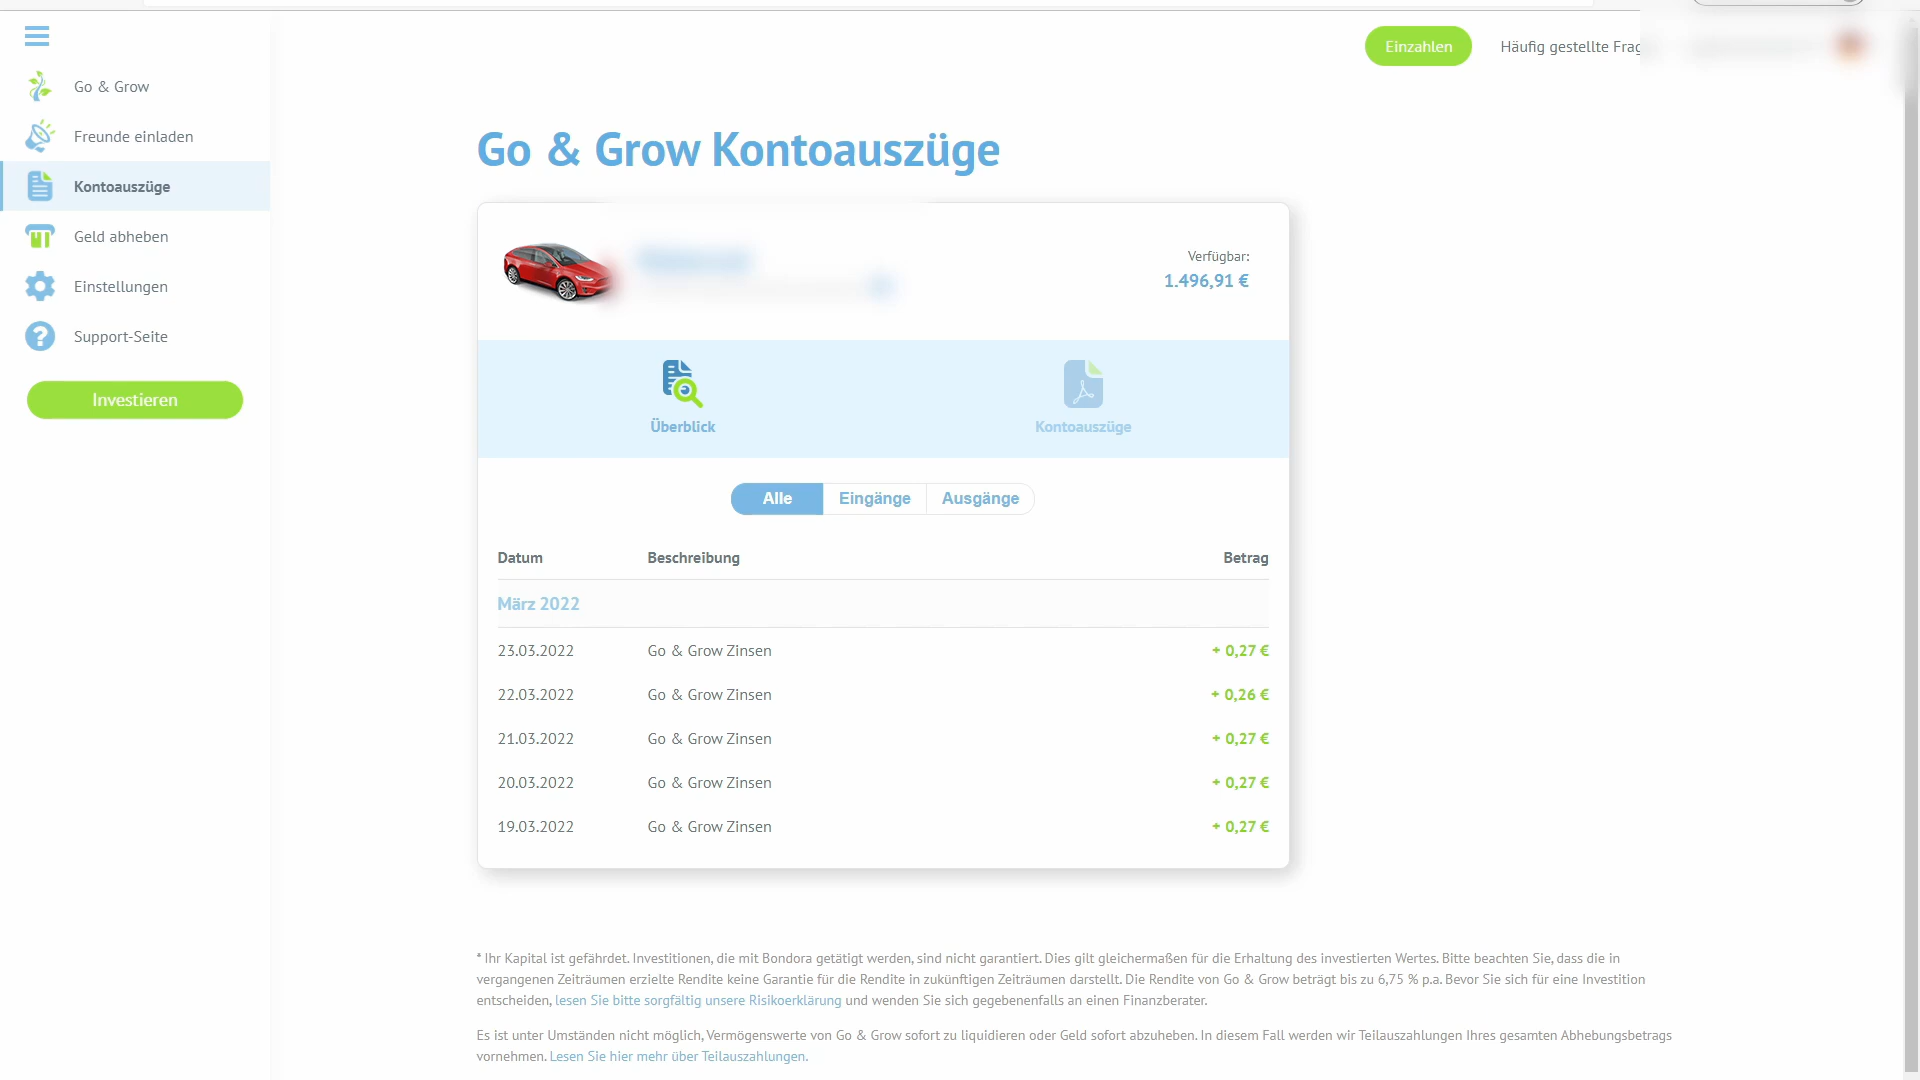 Einzahlen
Häufig gestellte
Go & Grow
Freunde einladen
Kontoauszüge
Geld abheben
Einstellungen
Support-Seite
Investieren
Go & Grow Kontoauszüge
Verfügbar:
1.496,91 €
Überblick
Kontoauszüge
Alle Eingänge Ausgänge
Datum Beschreibung Betrag
März 2022
23.03.2022 Go & Grow Zinsen + 0,27 €
22.03.2022 Go & Grow Zinsen + 0,26 €
21.03.2022 Go & Grow Zinsen + 0,27 €
20.03.2022 Go & Grow Zinsen + 0,27 €
19.03.2022 Go & Grow Zinsen + 0,27 €
* Ihr Kapital ist gefährdet. Investitionen, die mit Bondora getätigt werden, sind nicht garantiert. Dies gilt gleichermaßen für die Erhaltung des investierten Wertes. Bitte beachten Sie, dass die in
vergangenen Zeiträumen erzielte Rendite keine Garantie für die Rendite in zukünftigen Zeiträumen darstellt. Die Rendite von Go & Grow beträgt bis zu 6,75 % p.a. Bevor Sie sich für eine Investition
entscheiden, lesen Sie bitte sorgfältig unsere Risikoerklärung und wenden Sie sich gegebenenfalls an einen Finanzberater.
Es ist unter Umständen nicht möglich, Vermögenswerte von Go & Grow sofort zu liquidieren oder Geld sofort abzuheben. In diesem Fall werden wir Teilauszahlungen Ihres gesamten Abhebungsbetrags
vornehmen. Lesen Sie hier mehr über Teilauszahlungen.